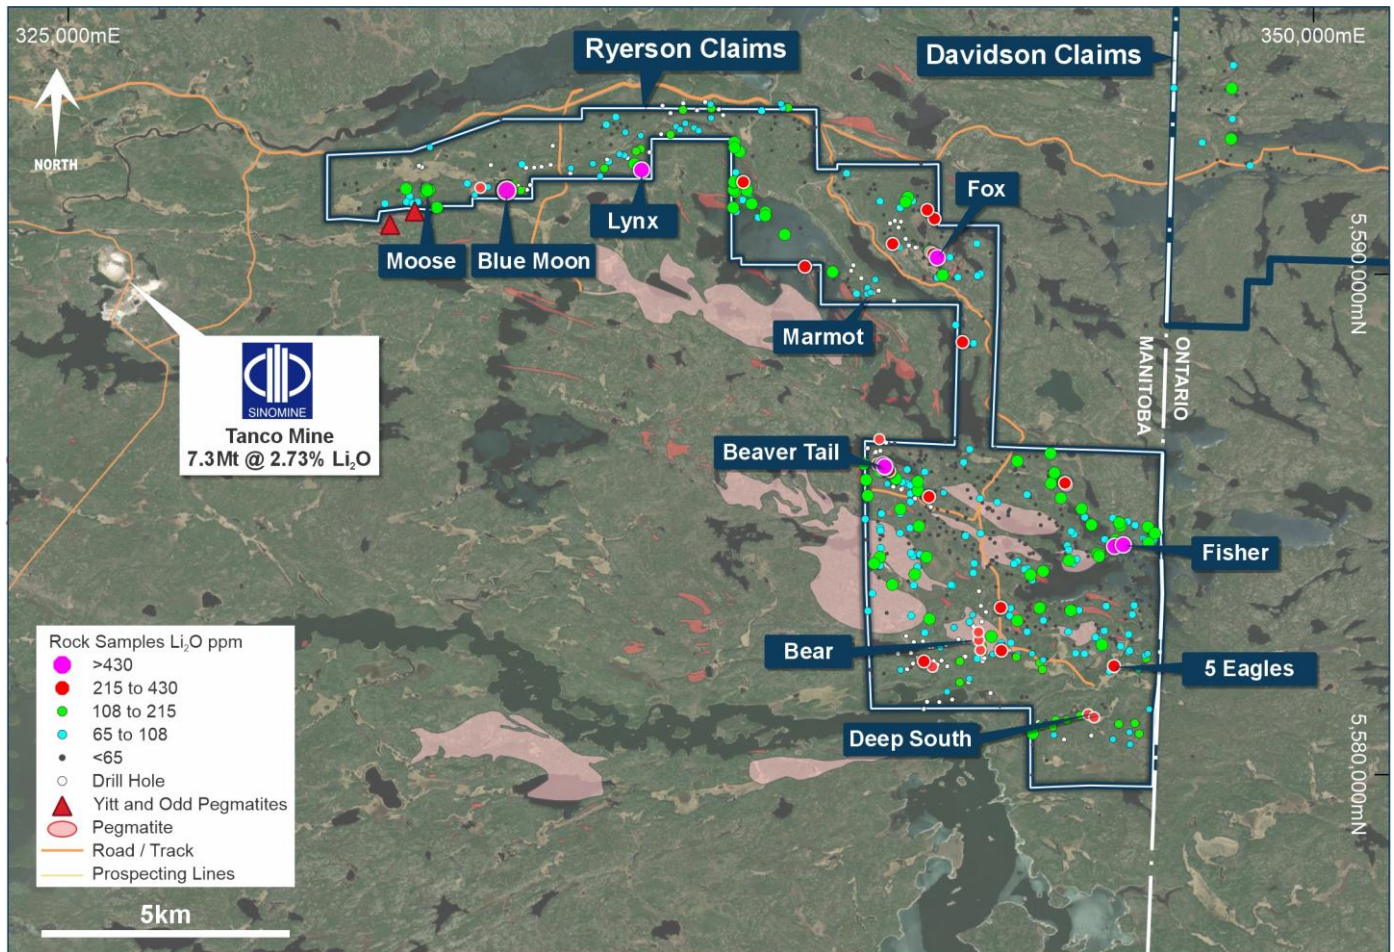 325,000mE
350,000mE
Ryerson Claims
Davidson Claims
NORTH
Fox
Lynx
Moose
Blue Moon
5,590,000mN
Marmot
ONTARIO
MANITOBA
SINOMINE
Tanco Mine
7.3Mt @ 2.73% Li₂O
Beaver Tail
Fisher
Bear
5 Eagles
Deep South
5,580,000mN
Rock Samples Li₂O ppm
>430
215 to 430
108 to 215
65 to 108
<65
Drill Hole
Yitt and Odd Pegmatites
Pegmatite
Road / Track
Prospecting Lines
5km